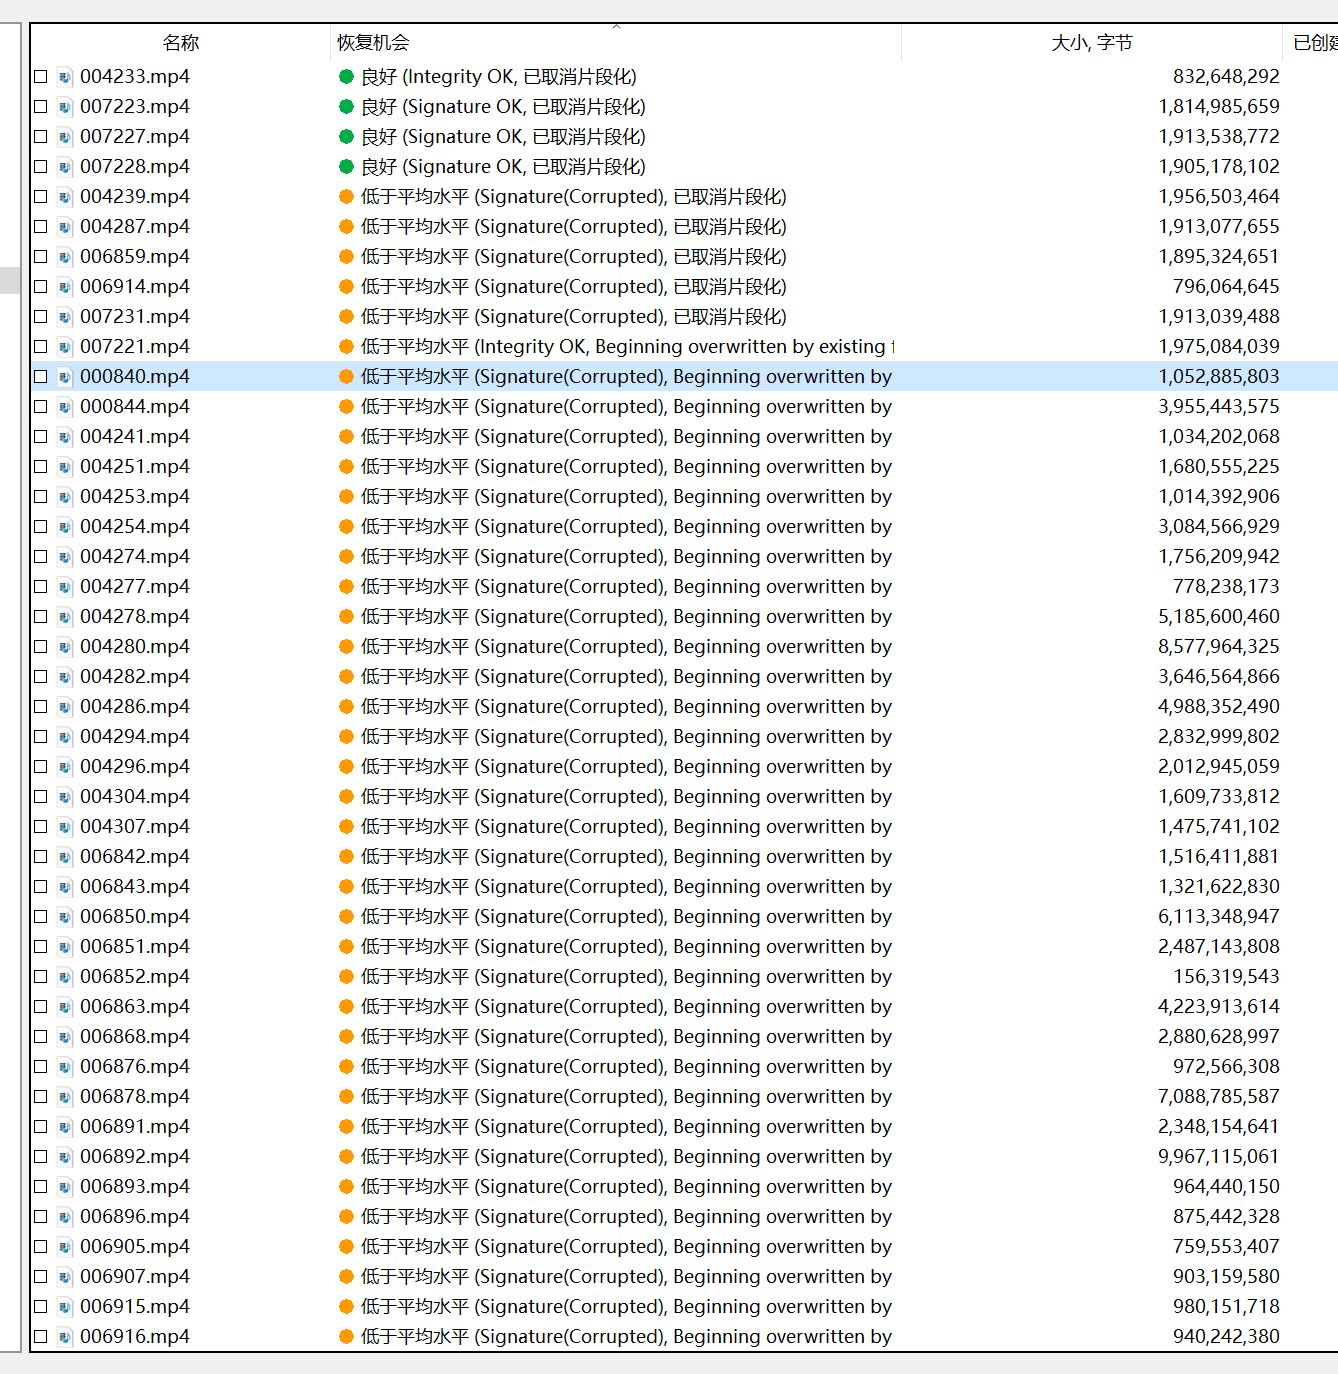 名称 恢复机会 大小, 字节 已创建
004233.mp4 良好 (Integrity OK, 已取消片段化) 832,648,292
007223.mp4 良好 (Signature OK, 已取消片段化) 1,814,985,659
007227.mp4 良好 (Signature OK, 已取消片段化) 1,913,538,772
007228.mp4 良好 (Signature OK, 已取消片段化) 1,905,178,102
004239.mp4 低于平均水平 (Signature(Corrupted), 已取消片段化) 1,956,503,464
004287.mp4 低于平均水平 (Signature(Corrupted), 已取消片段化) 1,913,077,655
006859.mp4 低于平均水平 (Signature(Corrupted), 已取消片段化) 1,895,324,651
006914.mp4 低于平均水平 (Signature(Corrupted), 已取消片段化) 796,064,645
007231.mp4 低于平均水平 (Signature(Corrupted), 已取消片段化) 1,913,039,488
007221.mp4 低于平均水平 (Integrity OK, Beginning overwritten by existing 1,975,084,039
000840.mp4 低于平均水平 (Signature(Corrupted), Beginning overwritten by 1,052,885,803
000844.mp4 低于平均水平 (Signature(Corrupted), Beginning overwritten by 3,955,443,575
004241.mp4 低于平均水平 (Signature(Corrupted), Beginning overwritten by 1,034,202,068
004251.mp4 低于平均水平 (Signature(Corrupted), Beginning overwritten by 1,680,555,225
004253.mp4 低于平均水平 (Signature(Corrupted), Beginning overwritten by 1,014,392,906
004254.mp4 低于平均水平 (Signature(Corrupted), Beginning overwritten by 3,084,566,929
004274.mp4 低于平均水平 (Signature(Corrupted), Beginning overwritten by 1,756,209,942
004277.mp4 低于平均水平 (Signature(Corrupted), Beginning overwritten by 778,238,173
004278.mp4 低于平均水平 (Signature(Corrupted), Beginning overwritten by 5,185,600,460
004280.mp4 低于平均水平 (Signature(Corrupted), Beginning overwritten by 8,577,964,325
004282.mp4 低于平均水平 (Signature(Corrupted), Beginning overwritten by 3,646,564,866
004286.mp4 低于平均水平 (Signature(Corrupted), Beginning overwritten by 4,988,352,490
004294.mp4 低于平均水平 (Signature(Corrupted), Beginning overwritten by 2,832,999,802
004296.mp4 低于平均水平 (Signature(Corrupted), Beginning overwritten by 2,012,945,059
004304.mp4 低于平均水平 (Signature(Corrupted), Beginning overwritten by 1,609,733,812
004307.mp4 低于平均水平 (Signature(Corrupted), Beginning overwritten by 1,475,741,102
006842.mp4 低于平均水平 (Signature(Corrupted), Beginning overwritten by 1,516,411,881
006843.mp4 低于平均水平 (Signature(Corrupted), Beginning overwritten by 1,321,622,830
006850.mp4 低于平均水平 (Signature(Corrupted), Beginning overwritten by 6,113,348,947
006851.mp4 低于平均水平 (Signature(Corrupted), Beginning overwritten by 2,487,143,808
006852.mp4 低于平均水平 (Signature(Corrupted), Beginning overwritten by 156,319,543
006863.mp4 低于平均水平 (Signature(Corrupted), Beginning overwritten by 4,223,913,614
006868.mp4 低于平均水平 (Signature(Corrupted), Beginning overwritten by 2,880,628,997
006876.mp4 低于平均水平 (Signature(Corrupted), Beginning overwritten by 972,566,308
006878.mp4 低于平均水平 (Signature(Corrupted), Beginning overwritten by 7,088,785,587
006891.mp4 低于平均水平 (Signature(Corrupted), Beginning overwritten by 2,348,154,641
006892.mp4 低于平均水平 (Signature(Corrupted), Beginning overwritten by 9,967,115,061
006893.mp4 低于平均水平 (Signature(Corrupted), Beginning overwritten by 964,440,150
006896.mp4 低于平均水平 (Signature(Corrupted), Beginning overwritten by 875,442,328
006905.mp4 低于平均水平 (Signature(Corrupted), Beginning overwritten by 759,553,407
006907.mp4 低于平均水平 (Signature(Corrupted), Beginning overwritten by 903,159,580
006915.mp4 低于平均水平 (Signature(Corrupted), Beginning overwritten by 980,151,718
006916.mp4 低于平均水平 (Signature(Corrupted), Beginning overwritten by 940,242,380